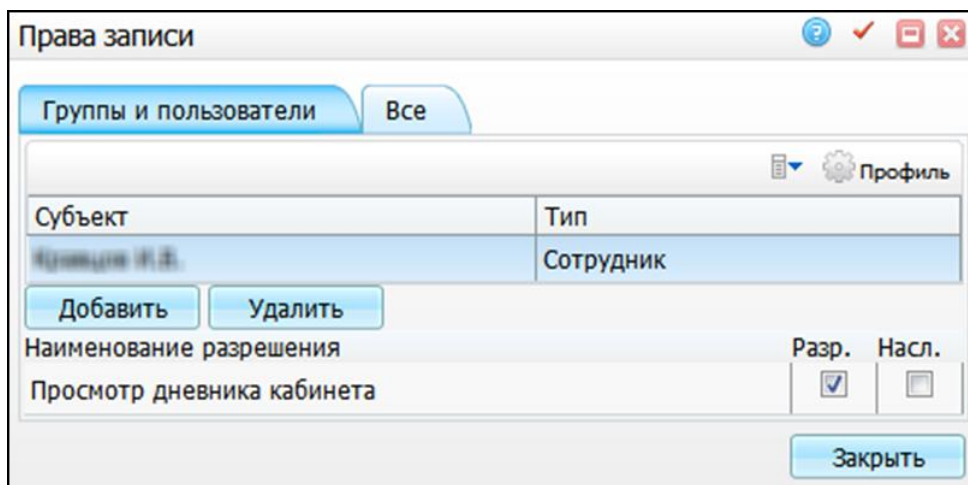 Права записи
Группы и пользователи Все
Профиль
Субъект Тип
Сотрудник
Добавить Удалить
Наименование разрешения Разр. Насл.
Просмотр дневника кабинета
Закрыть